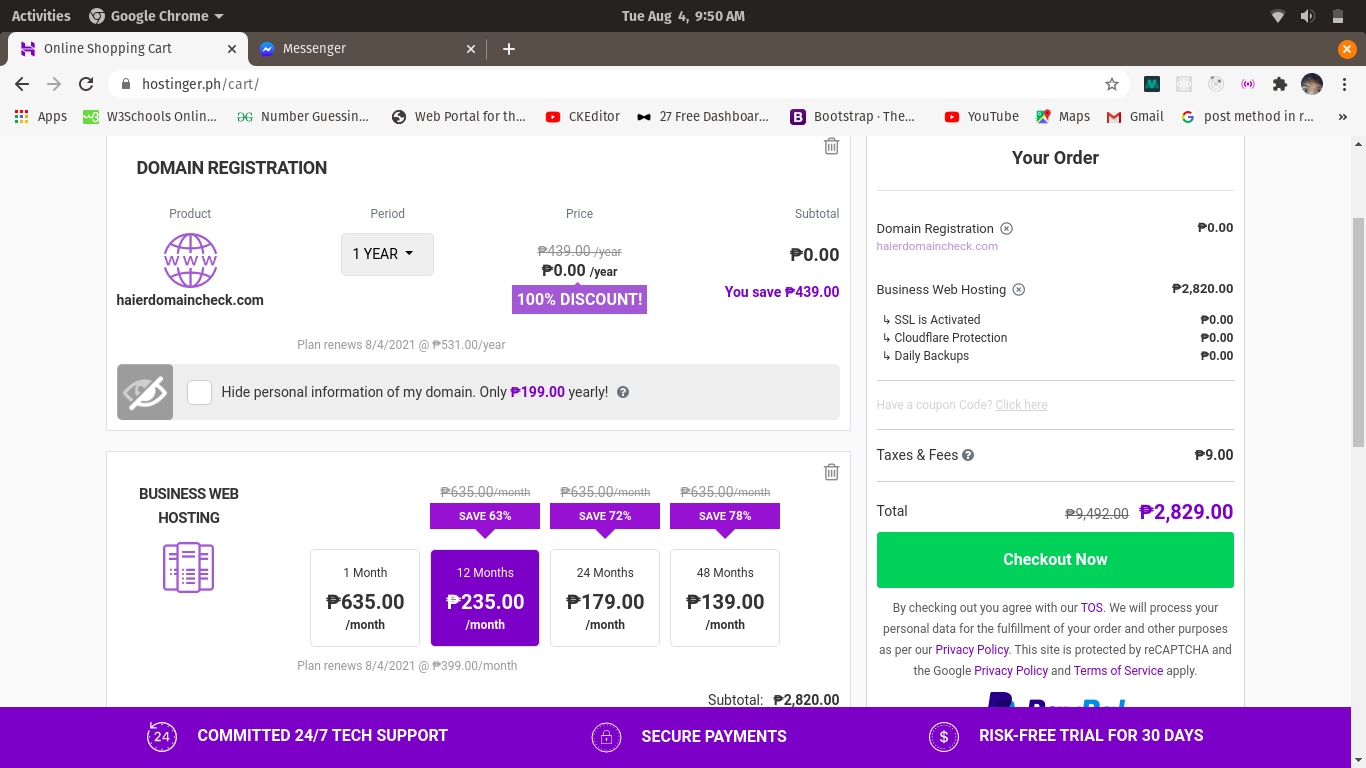 Activities
Google Chrome
Tue Aug 4, 9:50 AM
Online Shopping Cart
Messenger
hostinger.ph/cart/
Apps
W3Schools Onlin...
Number Guessin...
Web Portal for th...
CKEditor
27 Free Dashboar...
Bootstrap · The...
YouTube
Maps
Gmail
post method in r...
»
DOMAIN REGISTRATION
Product Period Price Subtotal
WWW
haierdomaincheck.com
1 YEAR
₱439.00 /year
₱0.00 /year
100% DISCOUNT!
₱0.00
You save ₱439.00
Plan renews 8/4/2021 @ ₱531.00/year
Hide personal information of my domain. Only ₱199.00 yearly! ?
BUSINESS WEB
HOSTING
₱635.00/month ₱635.00/month ₱635.00/month
SAVE 63% SAVE 72% SAVE 78%
1 Month 12 Months 24 Months 48 Months
₱635.00 ₱235.00 ₱179.00 ₱139.00
/month /month /month /month
Plan renews 8/4/2021 @ ₱399.00/month
Subtotal: ₱2,820.00
Your Order
Domain Registration ₱0.00
haierdomaincheck.com
Business Web Hosting ₱2,820.00
↳ SSL is Activated ₱0.00
↳ Cloudflare Protection ₱0.00
↳ Daily Backups ₱0.00
Have a coupon Code? Click here
Taxes & Fees ? ₱9.00
Total ₱9,492.00 ₱2,829.00
Checkout Now
By checking out you agree with our TOS. We will process your
personal data for the fulfillment of your order and other purposes
as per our Privacy Policy. This site is protected by reCAPTCHA and
the Google Privacy Policy and Terms of Service apply.
PayPal
24 COMMITTED 24/7 TECH SUPPORT
SECURE PAYMENTS
$ RISK-FREE TRIAL FOR 30 DAYS